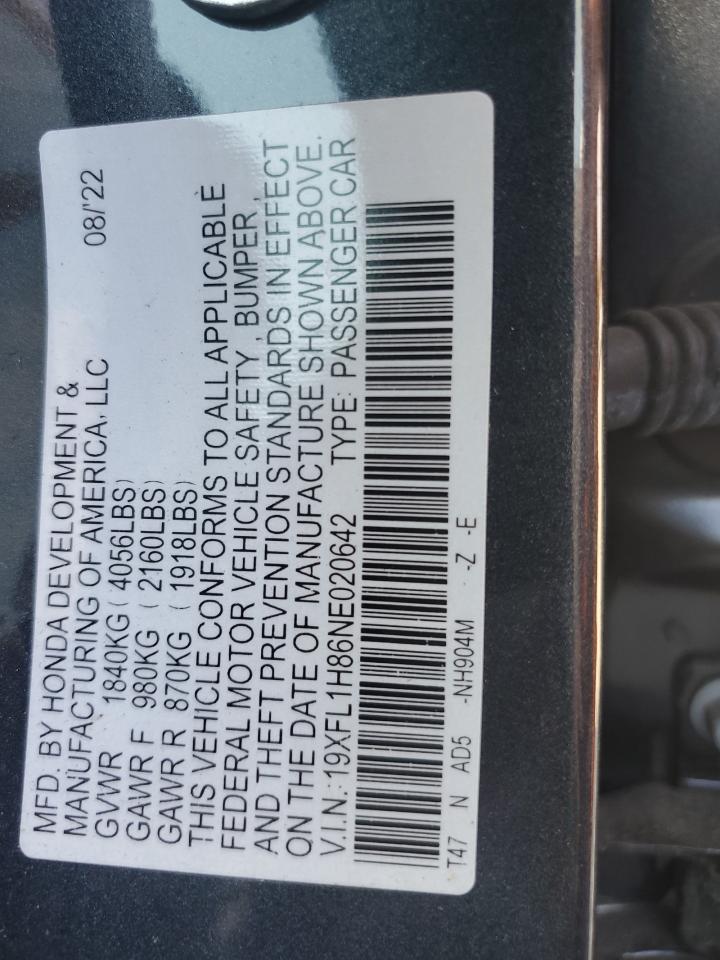 MFD. BY HONDA DEVELOPMENT & 08/'22
MANUFACTURING OF AMERICA, LLC
GVWR 1840KG ( 4056LBS)
GAWR F 980KG ( 2160LBS)
GAWR R 870KG ( 1918LBS)
THIS VEHICLE CONFORMS TO ALL APPLICABLE
FEDERAL MOTOR VEHICLE SAFETY , BUMPER ,
AND THEFT PREVENTION STANDARDS IN EFFECT
ON THE DATE OF MANUFACTURE SHOWN ABOVE.
V.I.N.:19XFL1H86NE020642 TYPE: PASSENGER CAR
T47 N AD5 -NH904M -Z -E